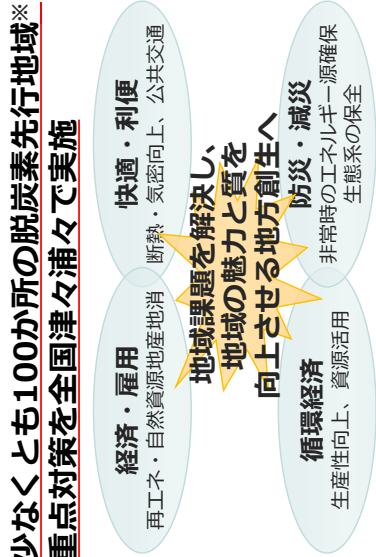 少なくとも100か所の脱炭素先行地域※
重点対策を全国津々浦々で実施
経済・雇用
再エネ・自然資源地産地消
快適・利便
断熱・気密向上、公共交通
地域課題を解決し、
地域の魅力と質を
向上させる地方創生へ
循環経済
生産性向上、資源活用
防災・減災
非常時のエネルギー源確保
生態系の保全